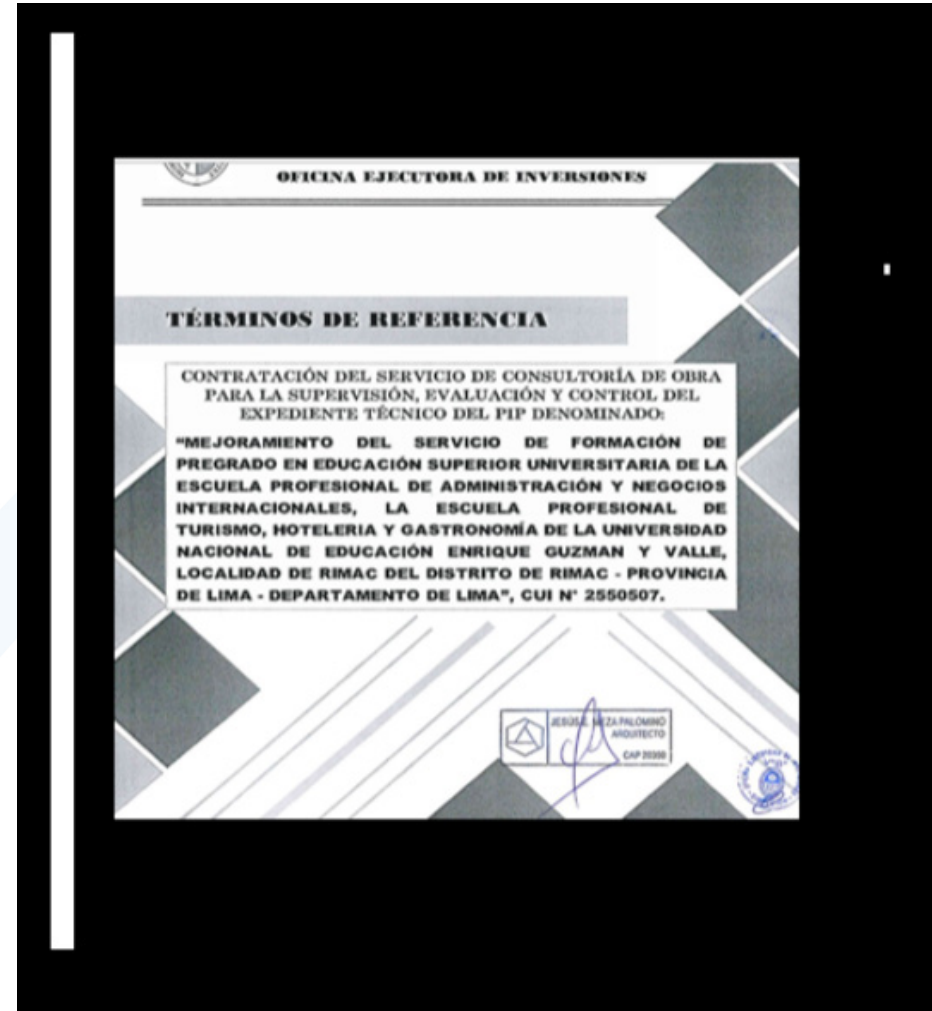 OFICINA EJECUTORA DE INVERSIONES
TÉRMINOS DE REFERENCIA
CONTRATACIÓN DEL SERVICIO DE CONSULTORÍA DE OBRA
PARA LA SUPERVISIÓN, EVALUACIÓN Y CONTROL DEL
EXPEDIENTE TÉCNICO DEL PIP DENOMINADO:
"MEJORAMIENTO DEL SERVICIO DE FORMACIÓN DE
PREGRADO EN EDUCACIÓN SUPERIOR UNIVERSITARIA DE LA
ESCUELA PROFESIONAL DE ADMINISTRACIÓN Y NEGOCIOS
INTERNACIONALES, LA ESCUELA PROFESIONAL DE
TURISMO, HOTELERIA Y GASTRONOMÍA DE LA UNIVERSIDAD
NACIONAL DE EDUCACIÓN ENRIQUE GUZMAN Y VALLE,
LOCALIDAD DE RIMAC DEL DISTRITO DE RIMAC - PROVINCIA
DE LIMA - DEPARTAMENTO DE LIMA", CUI N° 2550507.
MEZA PALOMINO
ARQUITECTO